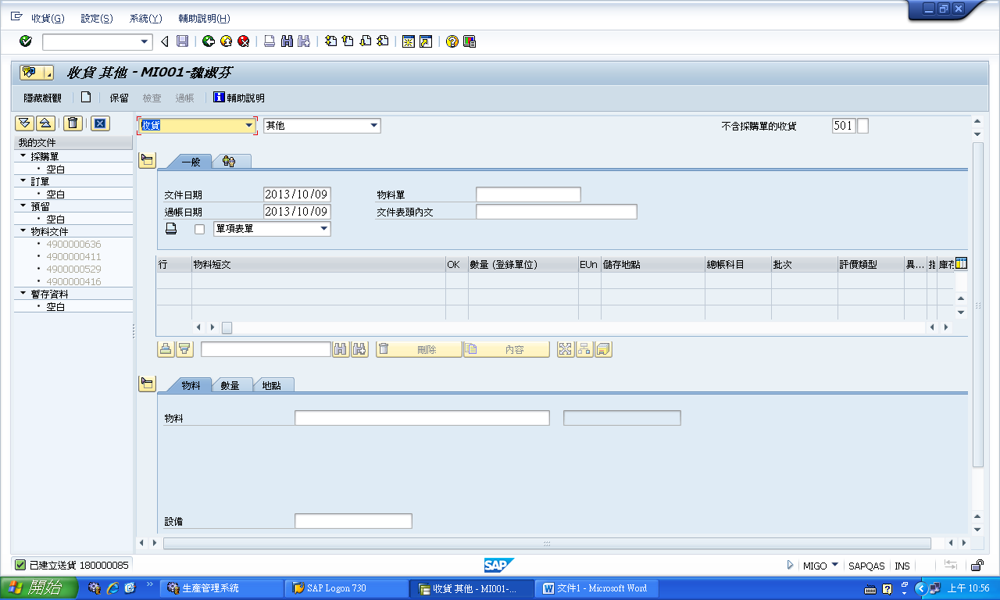 收貨(G) 設定(S) 系統(Y) 輔助說明(H)
收貨 其他 - MI001-魏淑芬
隱藏概觀 保留 檢查 過帳 輔助說明
收貨 其他 不含採購單的收貨 501
我的文件
採購單
空白
訂單
空白
預留
空白
物料文件
4900000636
4900000411
4900000529
4900000416
暫存資料
空白
一般
文件日期 2013/10/09 物料單
過帳日期 2013/10/09 文件表頭內文
單項表單
行 物料短文 OK 數量 (登錄單位) EUn 儲存地點 總帳科目 批次 評價類型 異... 庫存
刪除 內容
物料 數量 地點
物料
設備
已建立送貨 180000085 SAP MIGO SAPQAS INS
開始 生產管理系統 SAP Logon 730 收貨 其他 - MI001-... 文件1 - Microsoft Word 上午 10:56